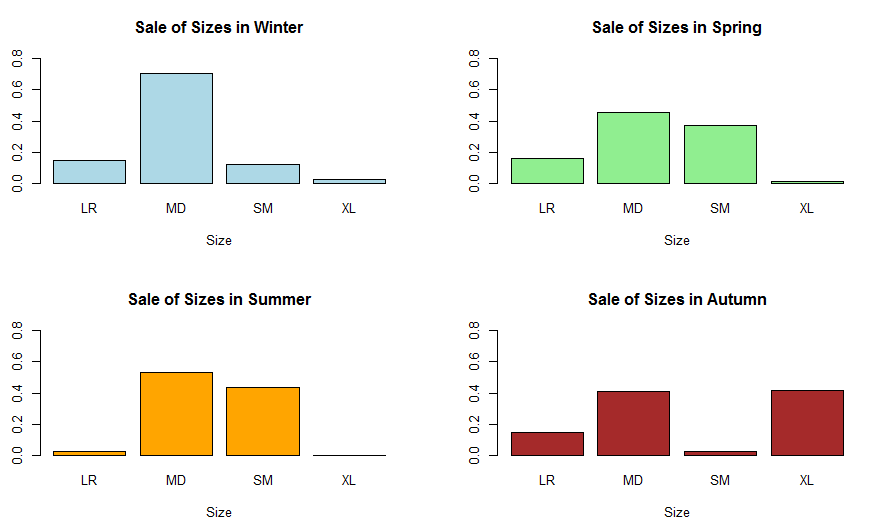 Sale of Sizes in Winter
0.8
0.6
0.4
0.2
0.0
LR MD SM XL
Size
Sale of Sizes in Spring
0.8
0.6
0.4
0.2
0.0
LR MD SM XL
Size
Sale of Sizes in Summer
0.8
0.6
0.4
0.2
0.0
LR MD SM XL
Size
Sale of Sizes in Autumn
0.8
0.6
0.4
0.2
0.0
LR MD SM XL
Size